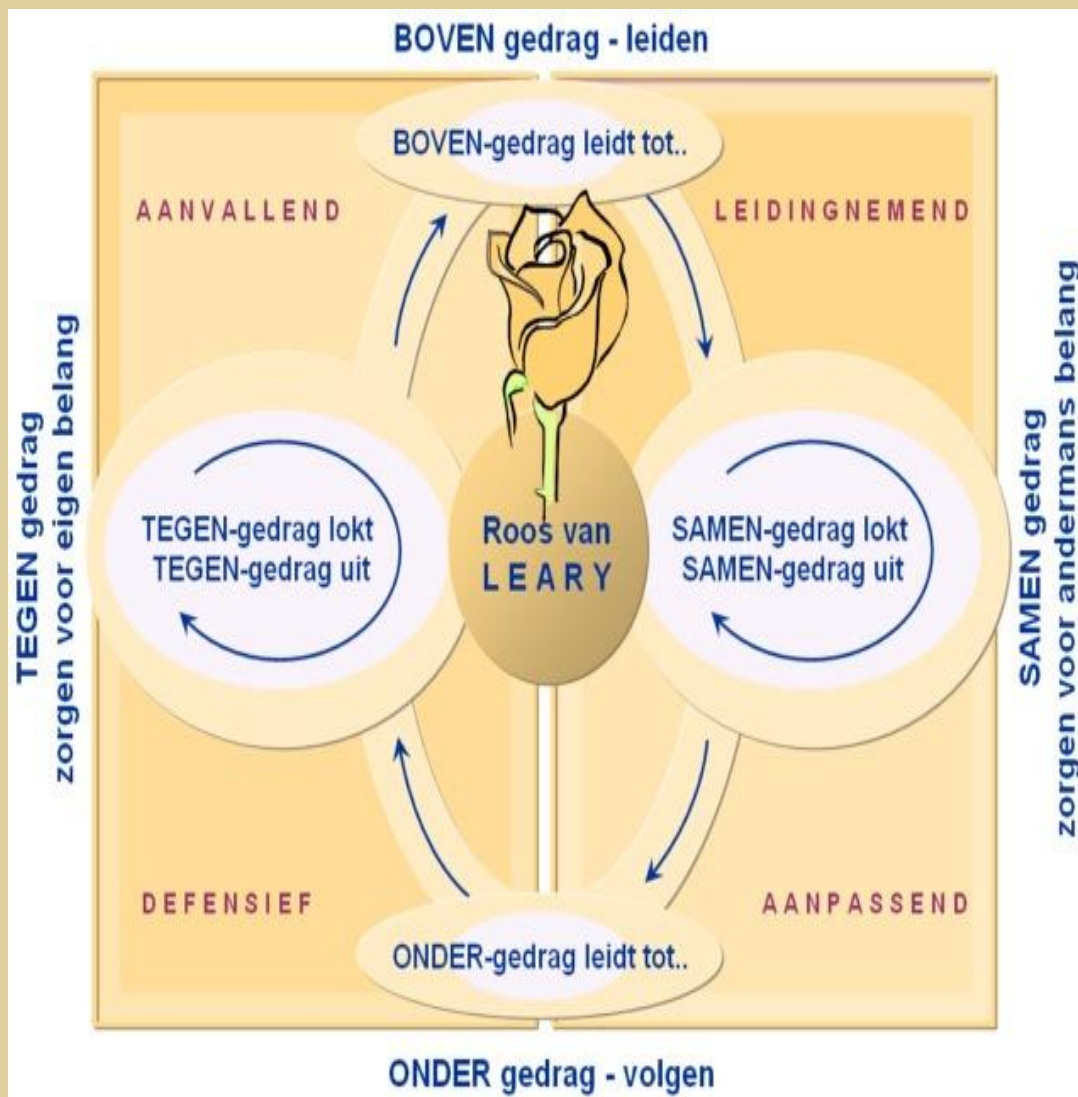 BOVEN gedrag - leiden
BOVEN-gedrag leidt tot..
AANVALLEND
LEIDINGNEMEND
TEGEN gedrag
zorgen voor eigen belang
TEGEN-gedrag lokt
TEGEN-gedrag uit
Roos van
LEARY
SAMEN-gedrag lokt
SAMEN-gedrag uit
SAMEN gedrag
zorgen voor andermans belang
DEFENSIEF
AANPASSEND
ONDER-gedrag leidt tot..
ONDER gedrag - volgen